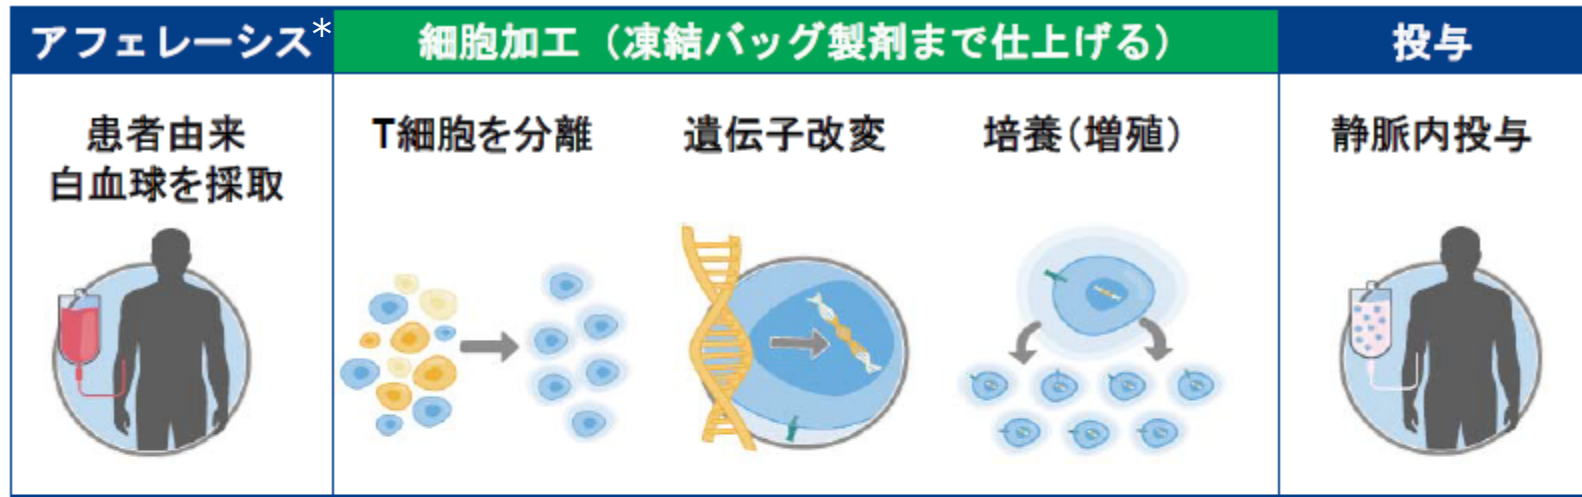 アフェレーシス*
細胞加工（凍結バッグ製剤まで仕上げる）
投与
患者由来
白血球を採取
T細胞を分離
遺伝子改変
培養（増殖）
静脈内投与